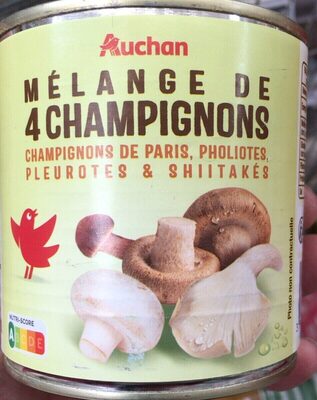 Auchan
MÉLANGE DE
4 CHAMPIGNONS
CHAMPIGNONS DE PARIS, PHOLIOTES,
PLEUROTES & SHIITAKÉS
Photo non contractuelle
NUTRI-SCORE
A B C D E